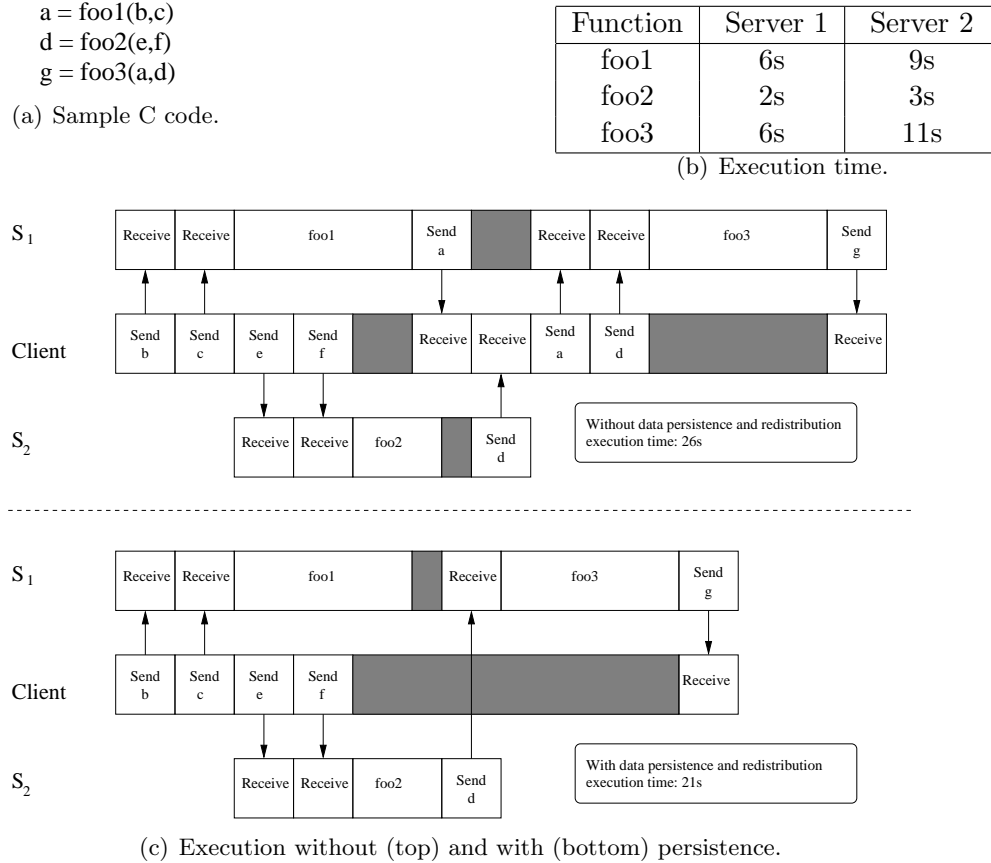 a = foo1(b,c)
d = foo2(e,f)
g = foo3(a,d)
(a) Sample C code.
Function Server 1 Server 2
foo1 6s 9s
foo2 2s 3s
foo3 6s 11s
(b) Execution time.
S1
Receive Receive foo1 Send a Receive Receive foo3 Send g
Client
Send b Send c Send e Send f Receive Receive Send a Send d Receive
S2
Receive Receive foo2 Send d
Without data persistence and redistribution
execution time: 26s
S1
Receive Receive foo1 Receive foo3 Send g
Client
Send b Send c Send e Send f Receive
S2
Receive Receive foo2 Send d
With data persistence and redistribution
execution time: 21s
(c) Execution without (top) and with (bottom) persistence.